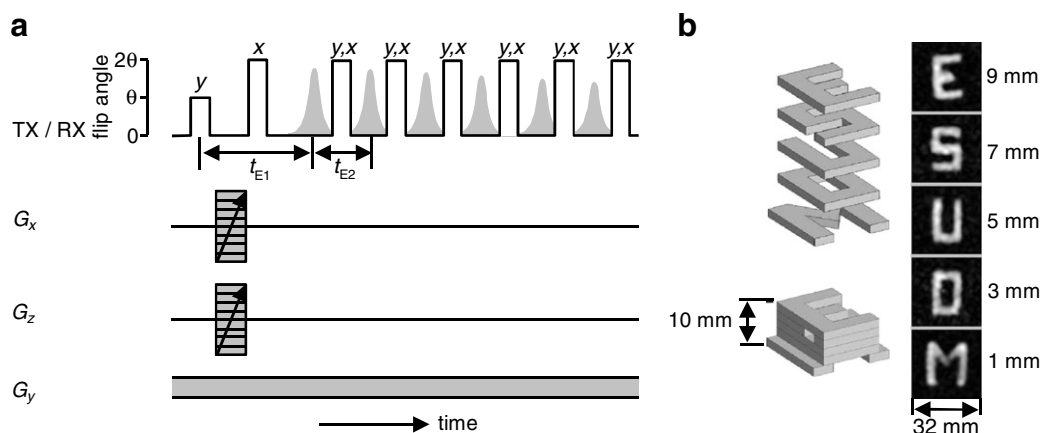 a
b
TX / RX
flip angle
2θ
θ
0
y
x
y,x
y,x
y,x
y,x
y,x
y,x
tE1
tE2
Gx
Gz
Gy
time
10 mm
E
S
U
O
M
9 mm
7 mm
5 mm
3 mm
1 mm
32 mm